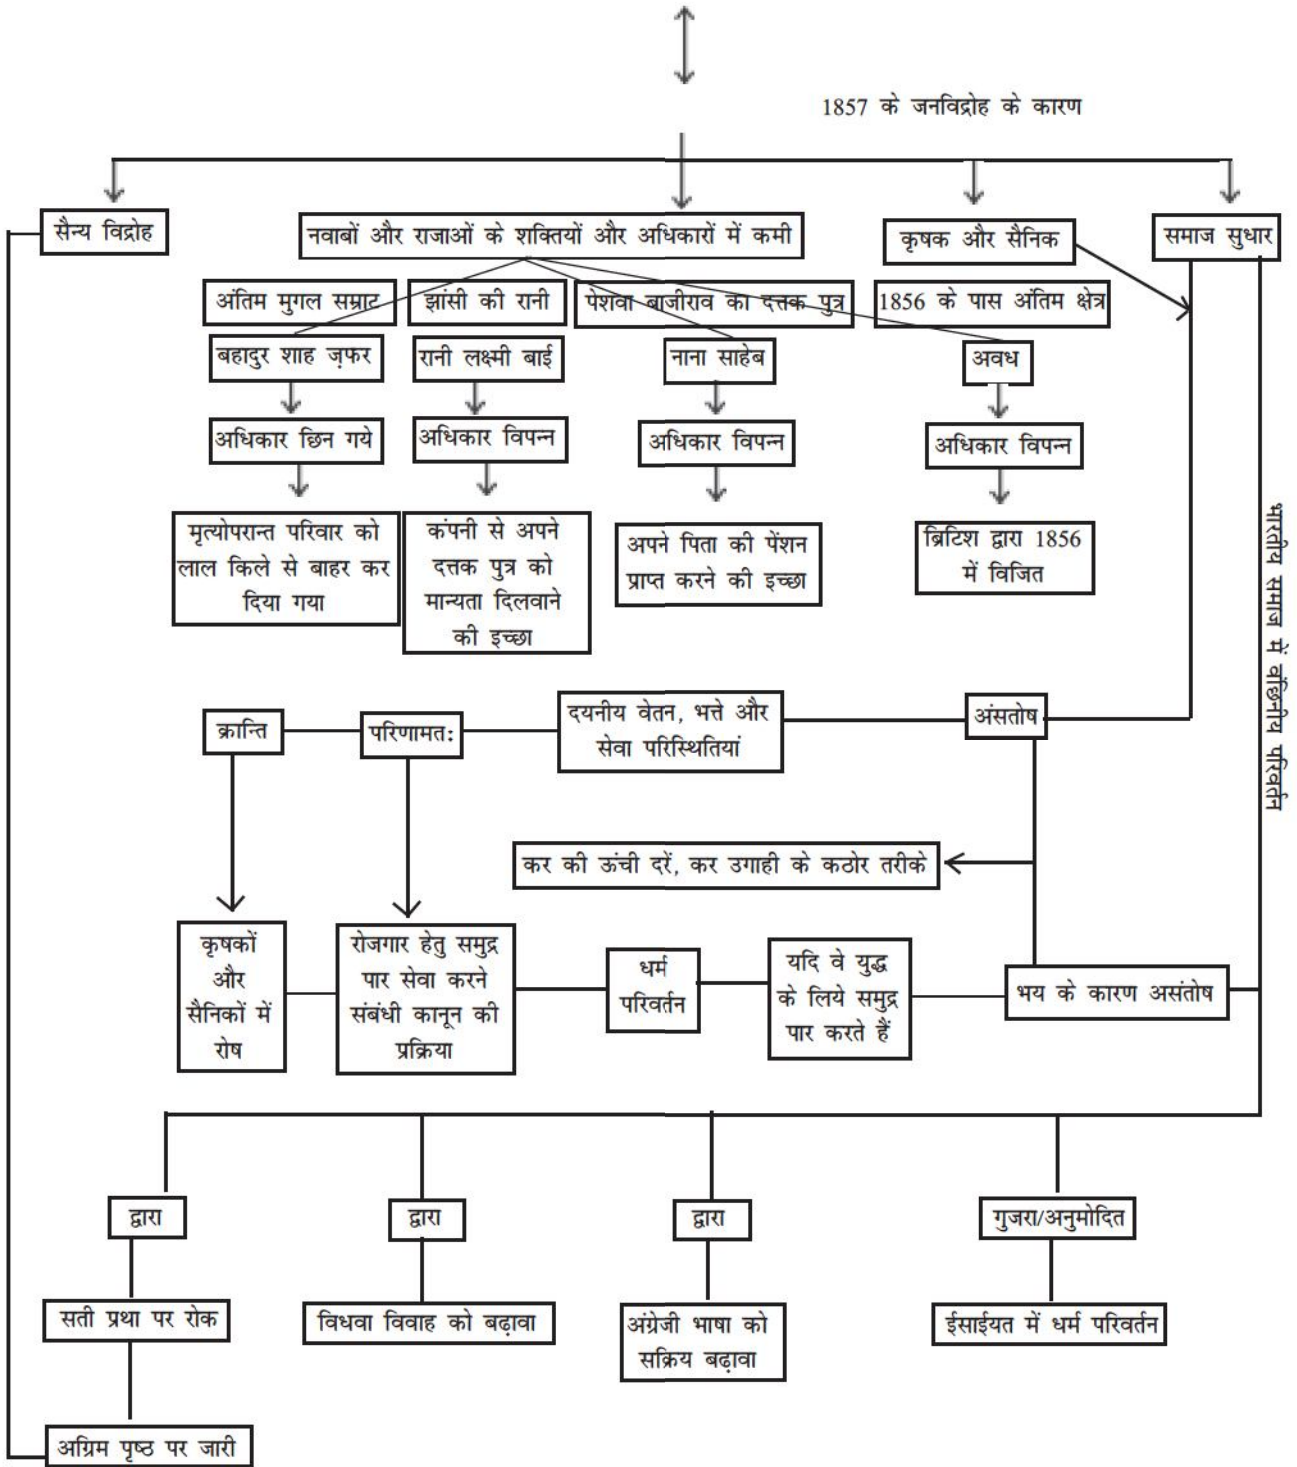 1857 के जनविद्रोह के कारण
सैन्य विद्रोह
नवाबों और राजाओं के शक्तियों और अधिकारों में कमी
कृषक और सैनिक
समाज सुधार
अंतिम मुगल सम्राट
झांसी की रानी
पेशवा बाजीराव का दत्तक पुत्र
1856 के पास अंतिम क्षेत्र
बहादुर शाह ज़फर
रानी लक्ष्मी बाई
नाना साहेब
अवध
अधिकार छिन गये
अधिकार विपन्न
अधिकार विपन्न
अधिकार विपन्न
मृत्योपरान्त परिवार को
लाल किले से बाहर कर
दिया गया
कंपनी से अपने
दत्तक पुत्र को
मान्यता दिलवाने
की इच्छा
अपने पिता की पेंशन
प्राप्त करने की इच्छा
ब्रिटिश द्वारा 1856
में विजित
भारतीय समाज में वांछिनीय परिवर्तन
क्रान्ति
परिणामतः
दयनीय वेतन, भत्ते और
सेवा परिस्थितियां
अंसतोष
कर की ऊंची दरें, कर उगाही के कठोर तरीके
कृषकों
और
सैनिकों में
रोष
रोजगार हेतु समुद्र
पार सेवा करने
संबंधी कानून की
प्रक्रिया
धर्म
परिवर्तन
यदि वे युद्ध
के लिये समुद्र
पार करते हैं
भय के कारण असंतोष
द्वारा
द्वारा
द्वारा
गुजरा/अनुमोदित
सती प्रथा पर रोक
विधवा विवाह को बढ़ावा
अंग्रेजी भाषा को
सक्रिय बढ़ावा
ईसाईयत में धर्म परिवर्तन
अग्रिम पृष्ठ पर जारी